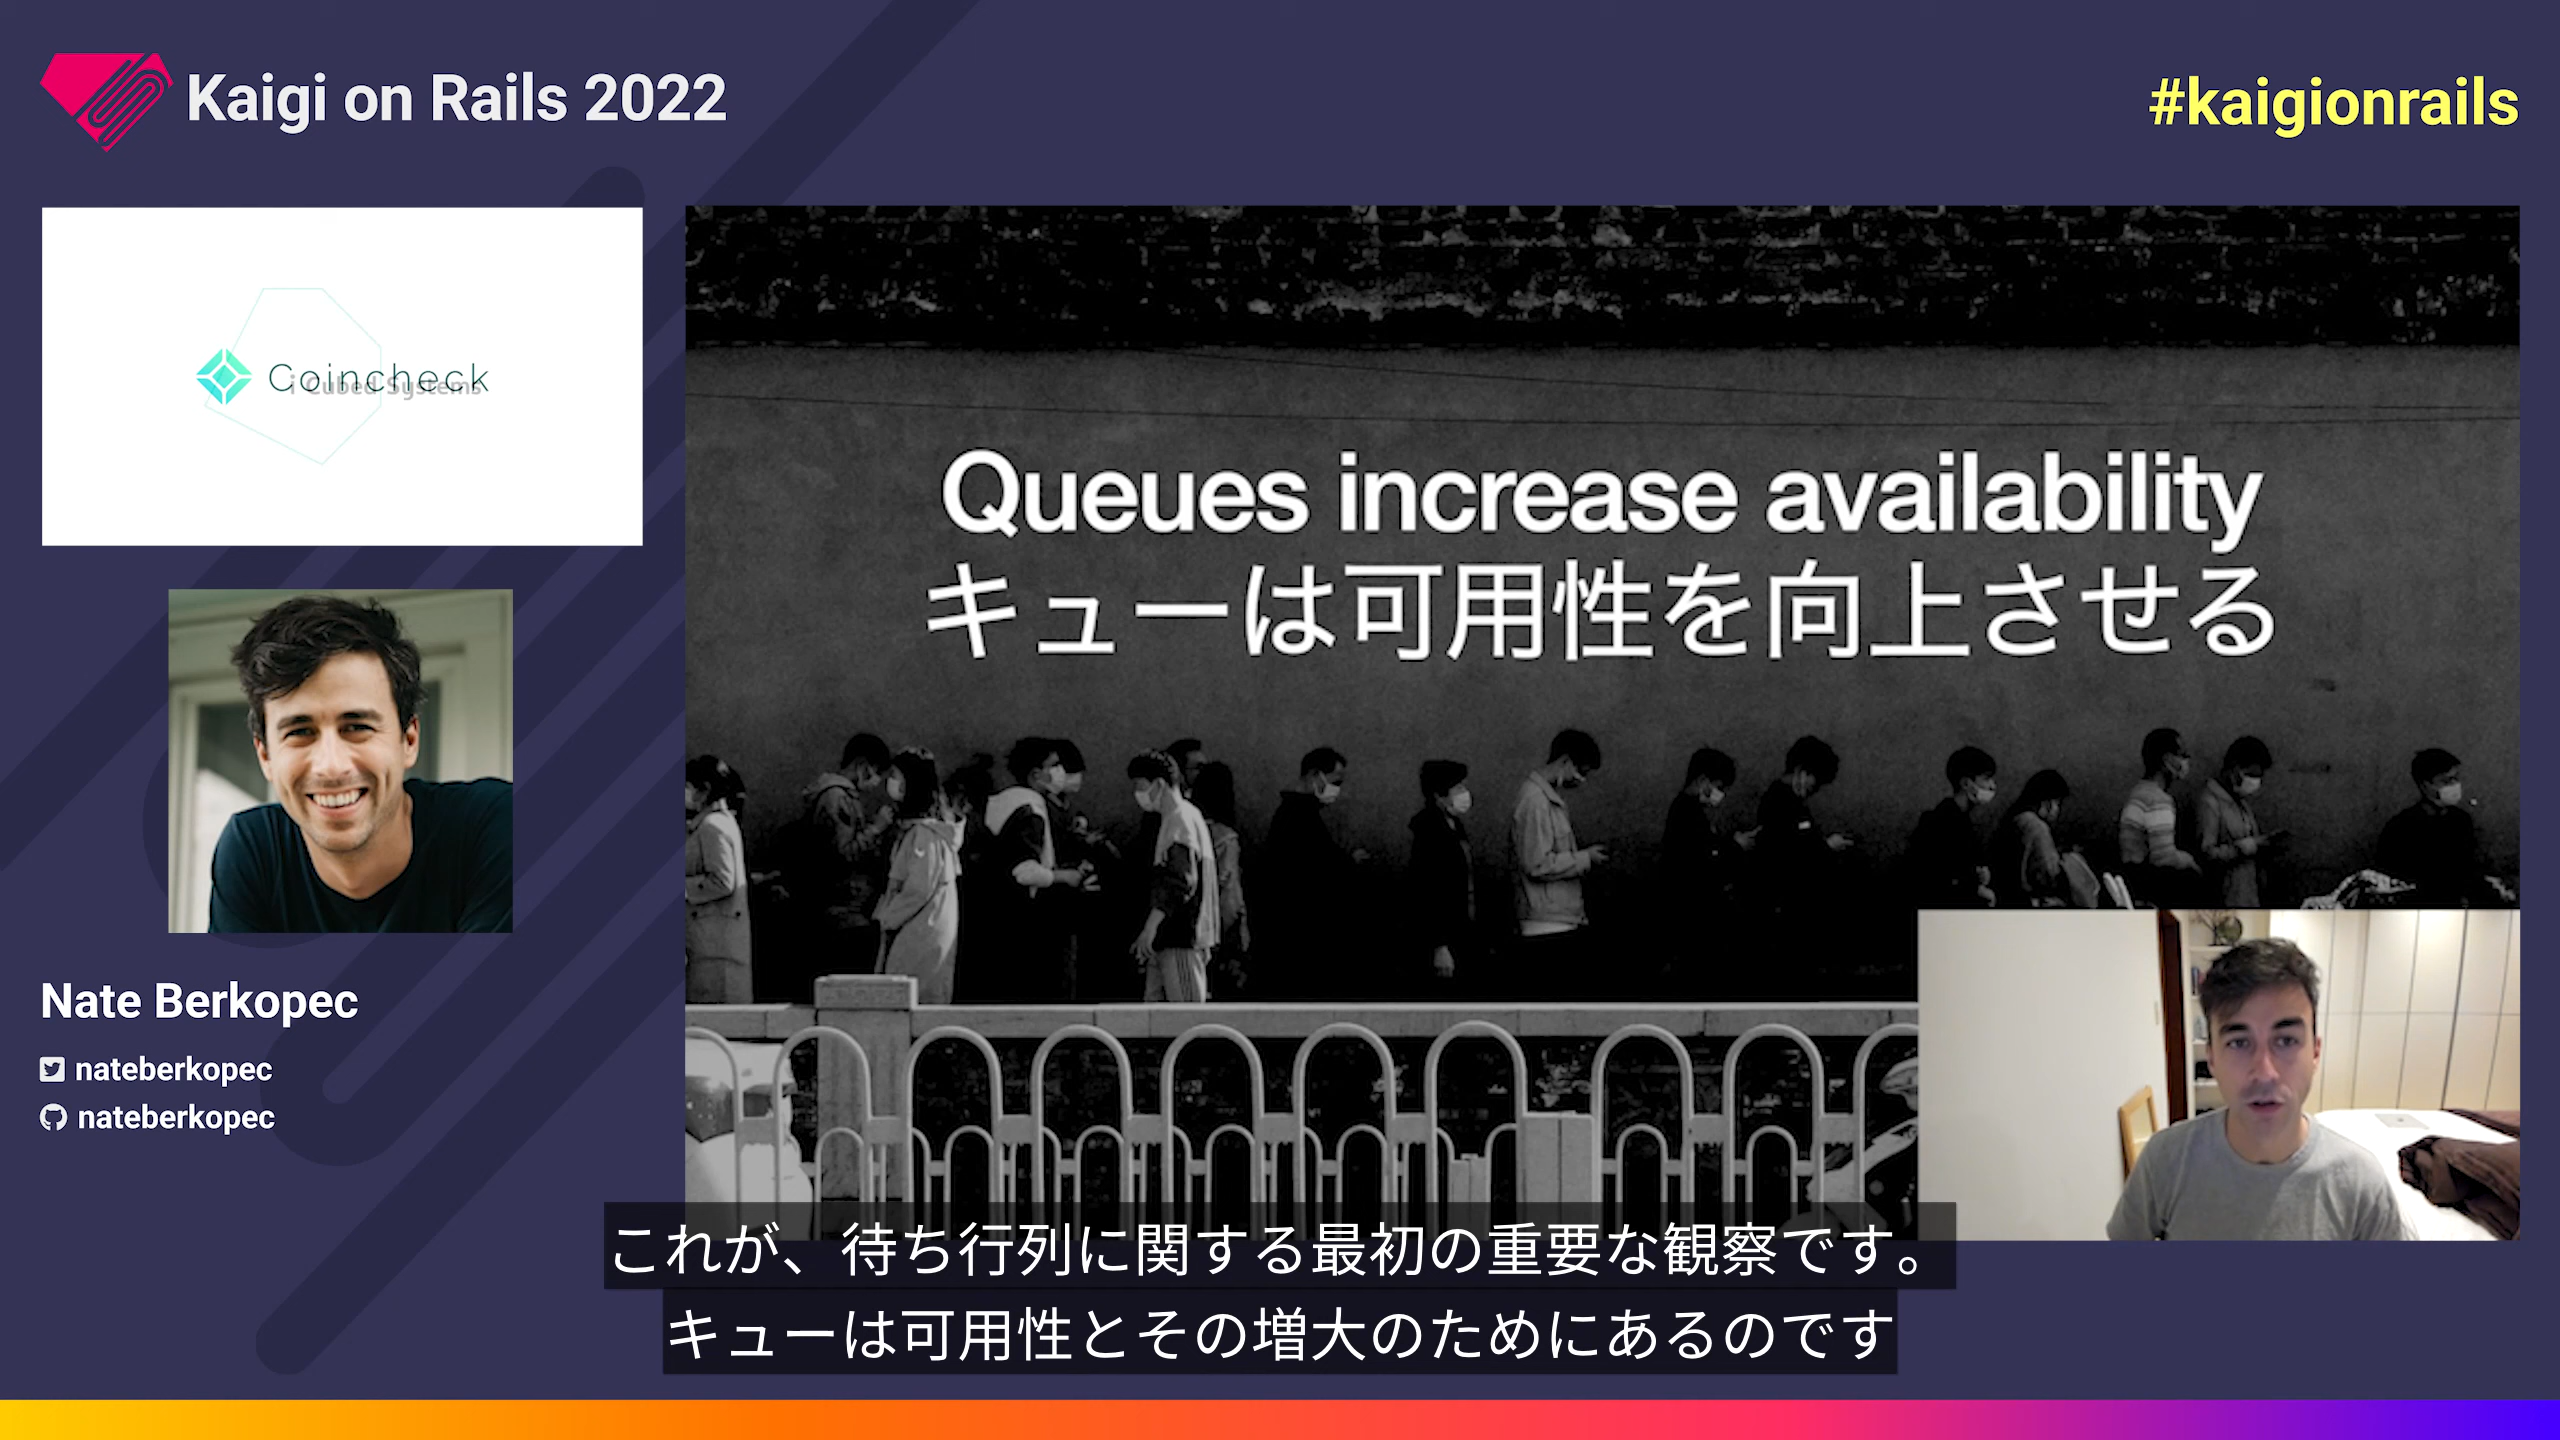 Kaigi on Rails 2022
#kaigionrails
Coincheck
i Cubed Systems
Queues increase availability
キューは可用性を向上させる
Nate Berkopec
nateberkopec
nateberkopec
これが、待ち行列に関する最初の重要な観察です。
キューは可用性とその増大のためにあるのです